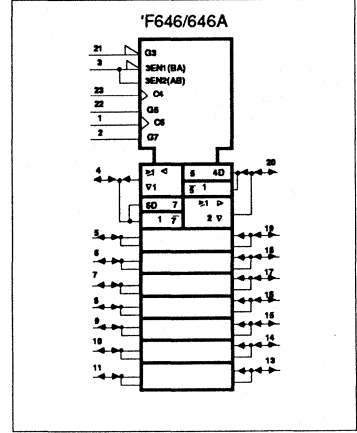 'F646/646A
21 G3
3 3EN1(BA)
3EN2(AB)
23 C4
22 G5
1 C6
2 G7
4 ≥1 ◁ 5 4D 20
▽1 5̅ 1
6D 7 ≥1 ▷
1 7̅ 2 ▽
5 19
6 18
7 17
8 16
9 15
10 14
11 13